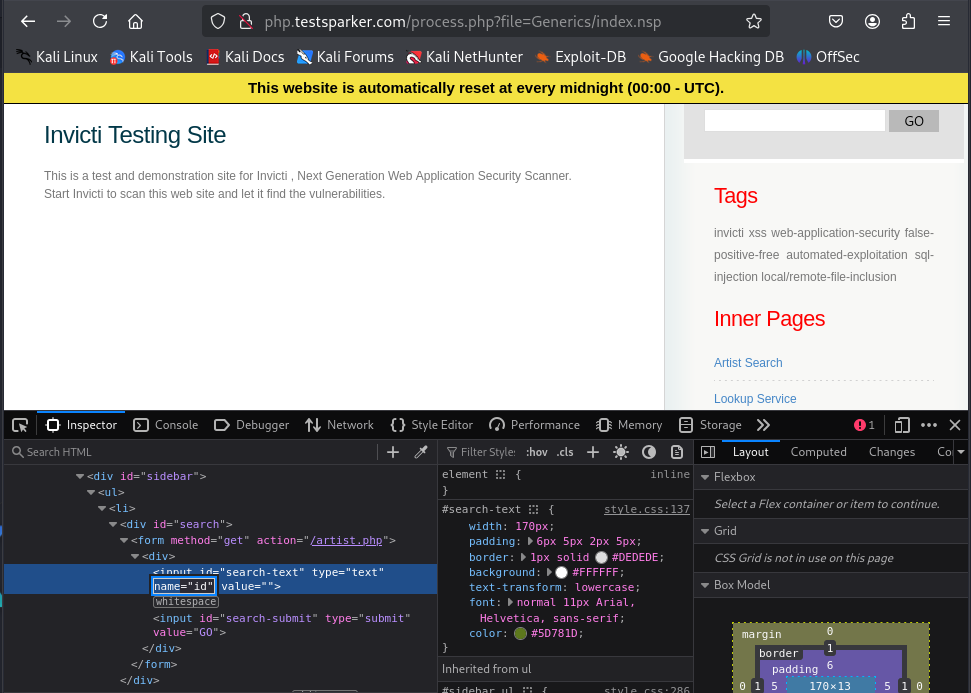 php.testsparker.com/process.php?file=Generics/index.nsp
Kali Linux Kali Tools Kali Docs Kali Forums Kali NetHunter Exploit-DB Google Hacking DB OffSec
This website is automatically reset at every midnight (00:00 - UTC).
Invicti Testing Site
This is a test and demonstration site for Invicti , Next Generation Web Application Security Scanner.
Start Invicti to scan this web site and let it find the vulnerabilities.
GO
Tags
invicti xss web-application-security false-
positive-free automated-exploitation sql-
injection local/remote-file-inclusion
Inner Pages
Artist Search
Lookup Service
Inspector Console Debugger Network Style Editor Performance Memory Storage 1
Search HTML
<div id="sidebar">
<ul>
<li>
<div id="search">
<form method="get" action="/artist.php">
<div>
<input id="search-text" type="text"
name="id" value="">
whitespace
<input id="search-submit" type="submit"
value="GO">
</div>
</form>
</div>
Filter Styles :hov .cls
element { inline
}
#search-text { style.css:137
width: 170px;
padding: 6px 5px 2px 5px;
border: 1px solid #DEDEDE;
background: #FFFFFF;
text-transform: lowercase;
font: normal 11px Arial,
Helvetica, sans-serif;
color: #5D781D;
}
Inherited from ul
#sidebar ul { style.css:286
Layout Computed Changes Co
Flexbox
Select a Flex container or item to continue.
Grid
CSS Grid is not in use on this page
Box Model
margin 0
border 1
padding 6
0 1 5 170×13 5 1 0